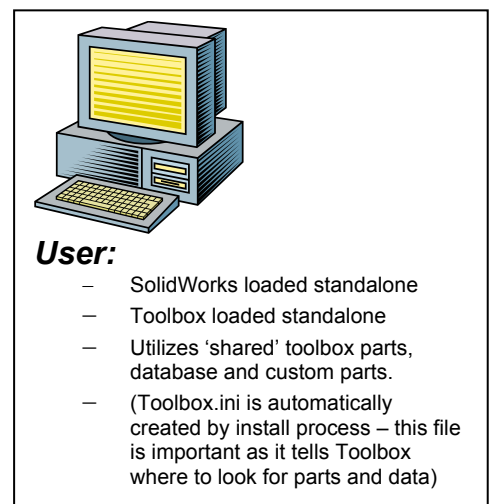 User:
– SolidWorks loaded standalone
– Toolbox loaded standalone
– Utilizes ‘shared’ toolbox parts,
database and custom parts.
– (Toolbox.ini is automatically
created by install process – this file
is important as it tells Toolbox
where to look for parts and data)